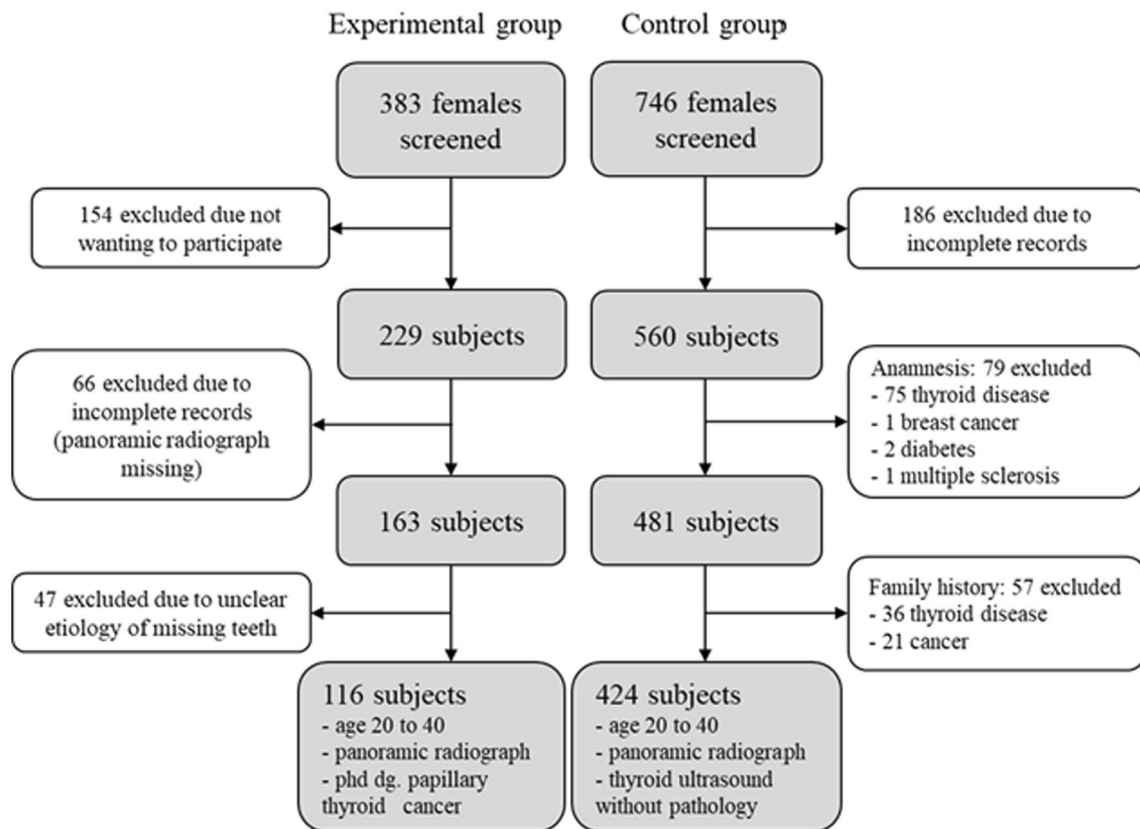 Experimental group
Control group
383 females
screened
746 females
screened
154 excluded due not
wanting to participate
186 excluded due to
incomplete records
229 subjects
560 subjects
66 excluded due to
incomplete records
(panoramic radiograph
missing)
Anamnesis: 79 excluded
- 75 thyroid disease
- 1 breast cancer
- 2 diabetes
- 1 multiple sclerosis
163 subjects
481 subjects
47 excluded due to unclear
etiology of missing teeth
Family history: 57 excluded
- 36 thyroid disease
- 21 cancer
116 subjects
- age 20 to 40
- panoramic radiograph
- phd dg. papillary
thyroid cancer
424 subjects
- age 20 to 40
- panoramic radiograph
- thyroid ultrasound
without pathology